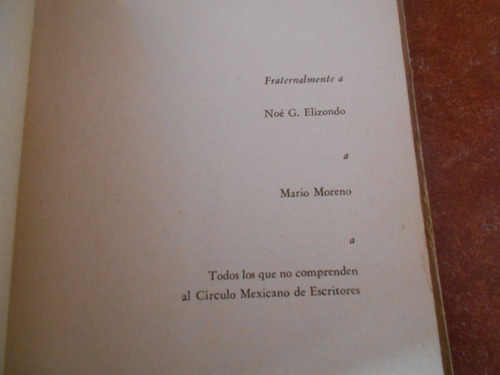 Fraternalmente a
Noé G. Elizondo
a
Mario Moreno
a
Todos los que no comprenden
al Círculo Mexicano de Escritores